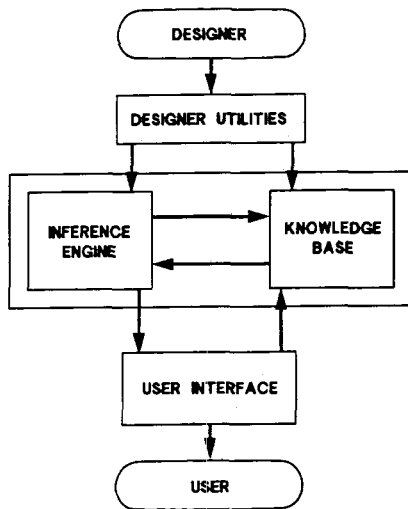 DESIGNER
DESIGNER UTILITIES
INFERENCE
ENGINE
KNOWLEDGE
BASE
USER INTERFACE
USER